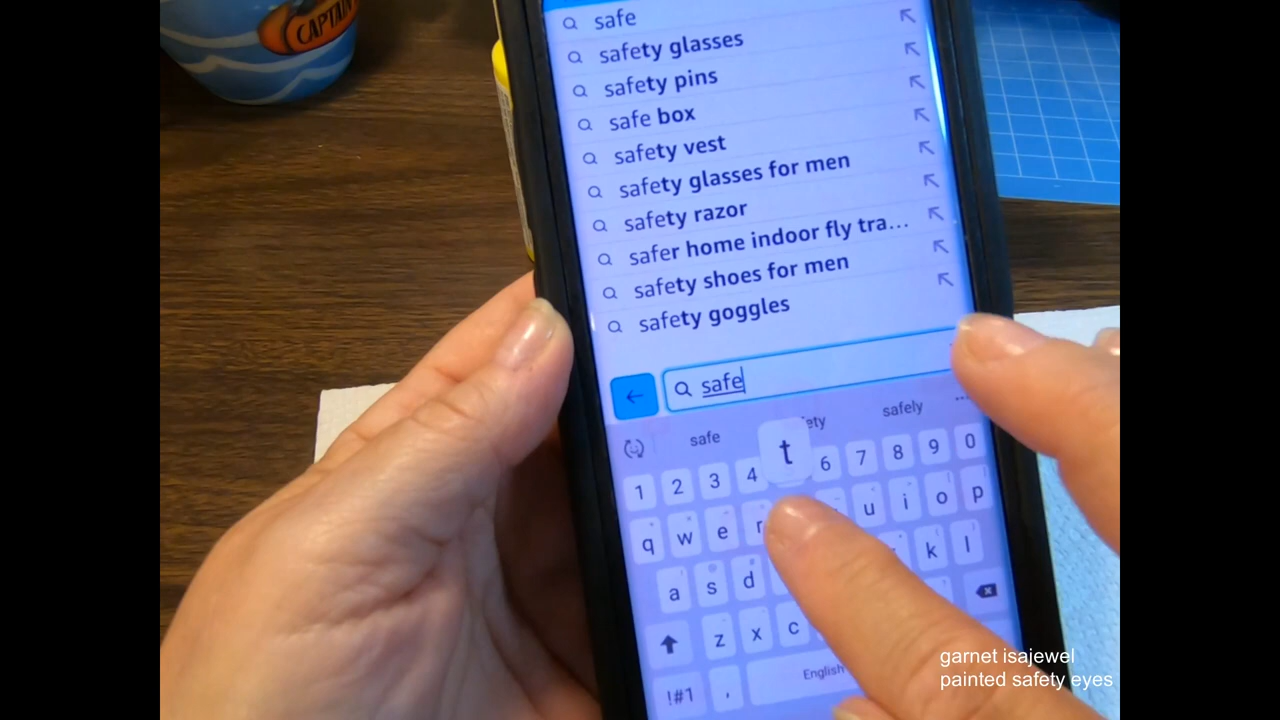 CAPTAIN
safe
safety glasses
safety pins
safe box
safety vest
safety glasses for men
safety razor
safer home indoor fly tra...
safety shoes for men
safety goggles
safe
safe ety safely ...
t
1 2 3 4 6 7 8 9 0
q w e r u i o p
a s d k l
z x c
!#1 , English
garnet isajewel
painted safety eyes